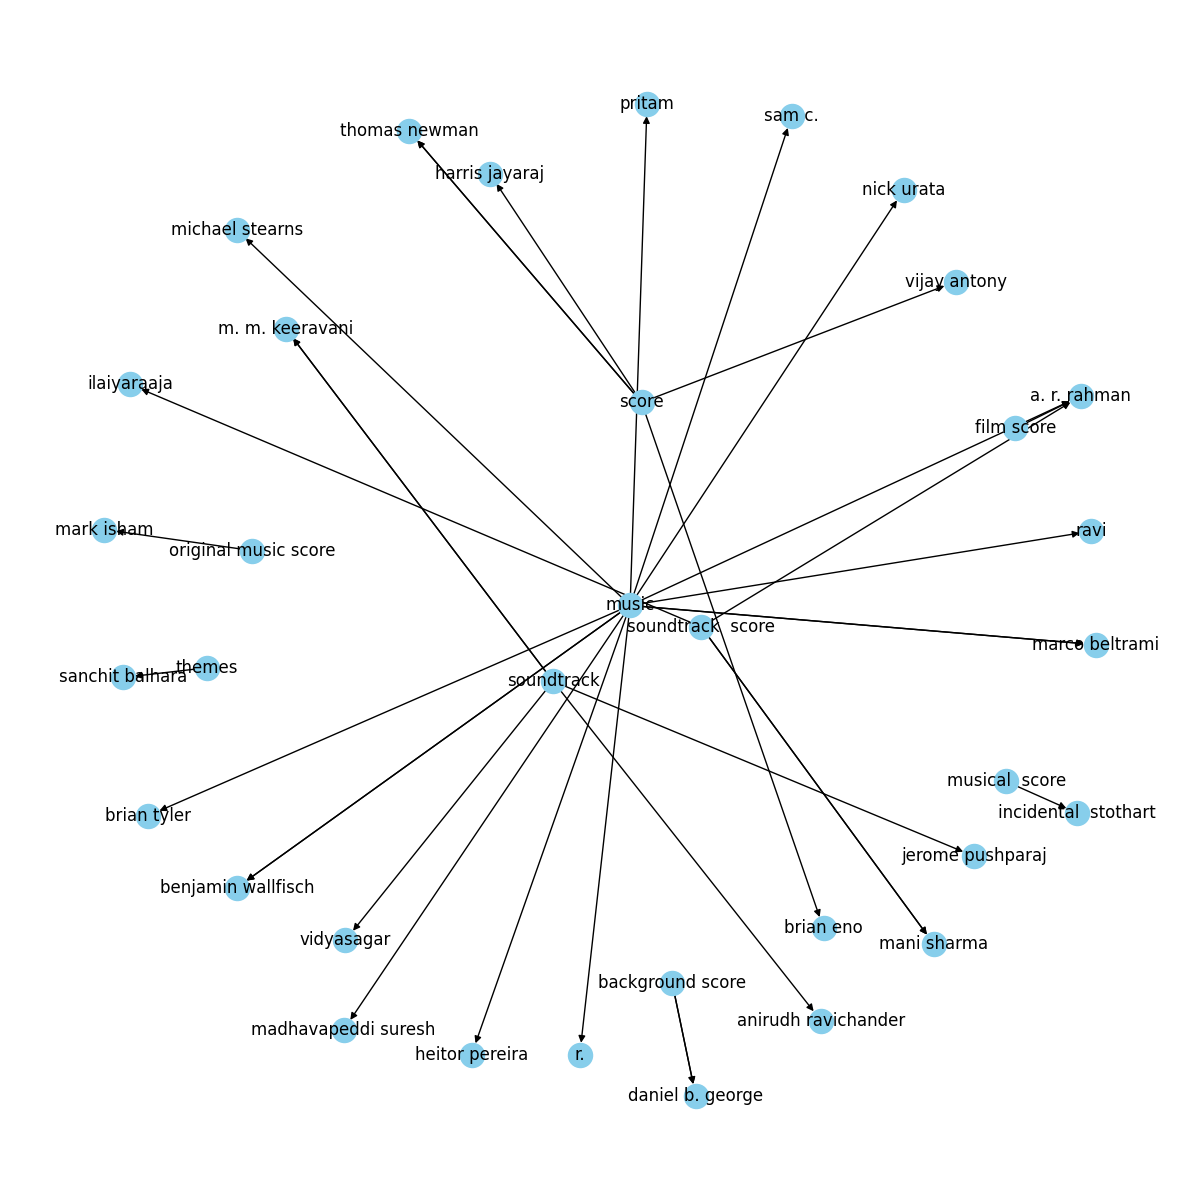 pritam
sam c.
thomas newman
harris jayaraj
nick urata
michael stearns
vijay antony
m. m. keeravani
ilaiyaraaja
a. r. rahman
score
film score
mark isham
ravi
original music score
music
soundtrack  score
marco beltrami
themes
sanchit balhara
soundtrack
musical  score
incidental  stothart
brian tyler
jerome pushparaj
benjamin wallfisch
brian eno
vidyasagar
mani sharma
background score
anirudh ravichander
madhavapeddi suresh
heitor pereira
r.
daniel b. george